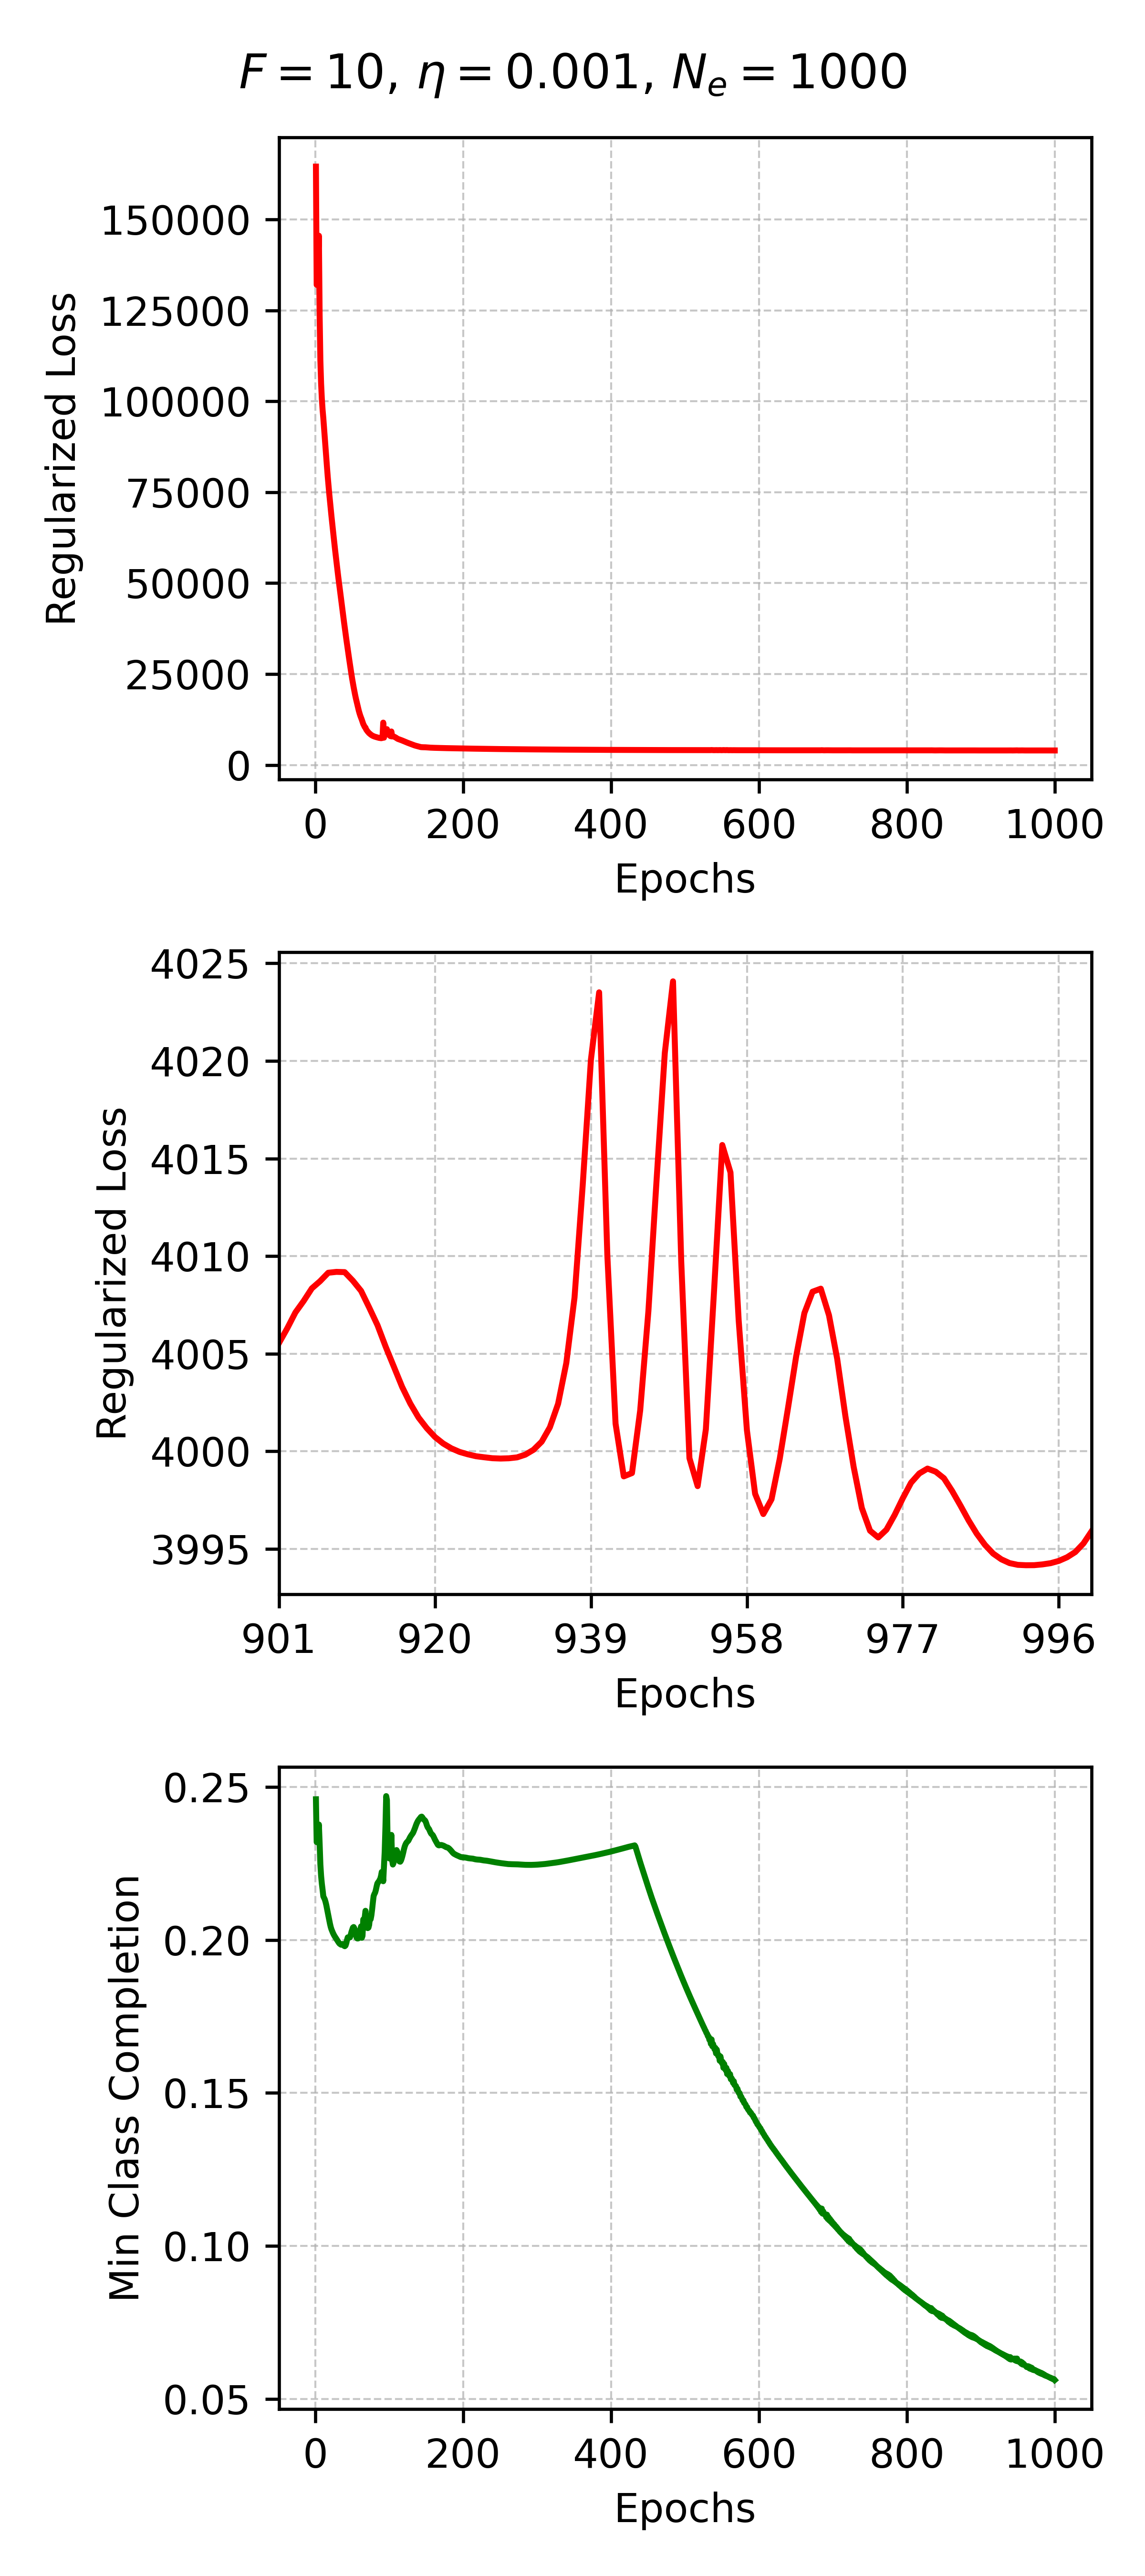 F = 10, η = 0.001, Nₑ = 1000
150000
125000
100000
75000
50000
25000
0
Regularized Loss
0 200 400 600 800 1000
Epochs
4025
4020
4015
4010
4005
4000
3995
Regularized Loss
901 920 939 958 977 996
Epochs
0.25
0.20
0.15
0.10
0.05
Min Class Completion
0 200 400 600 800 1000
Epochs